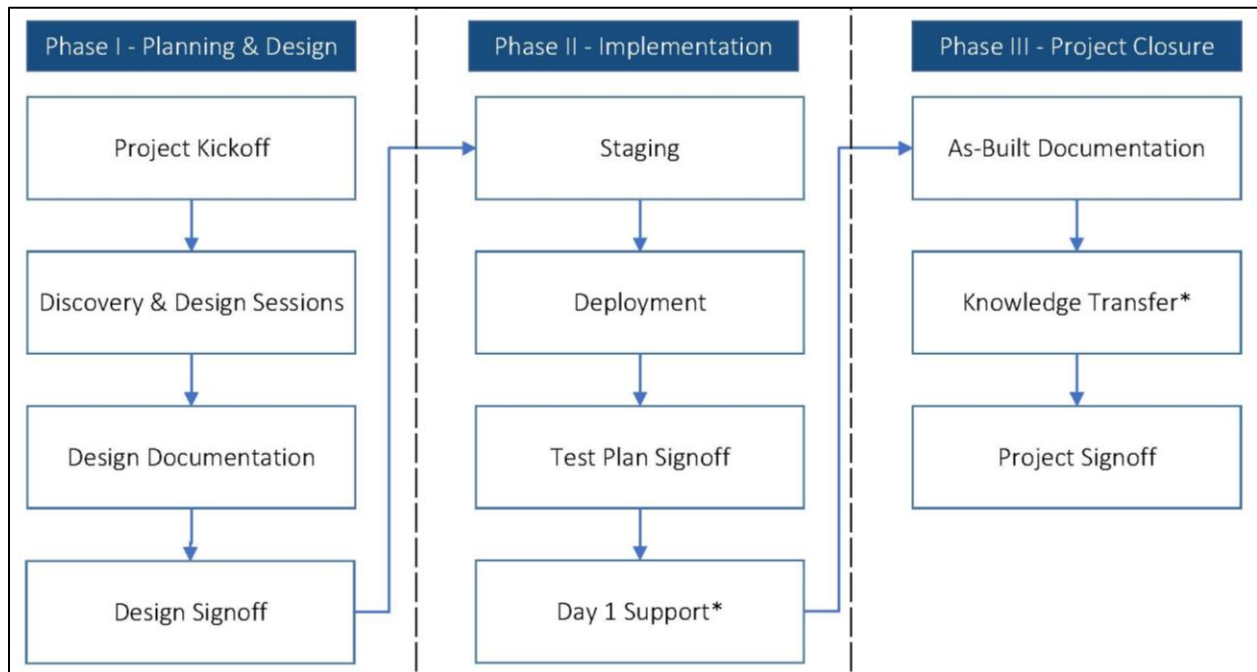 Phase I - Planning & Design
Project Kickoff
Discovery & Design Sessions
Design Documentation
Design Signoff
Phase II - Implementation
Staging
Deployment
Test Plan Signoff
Day 1 Support*
Phase III - Project Closure
As-Built Documentation
Knowledge Transfer*
Project Signoff